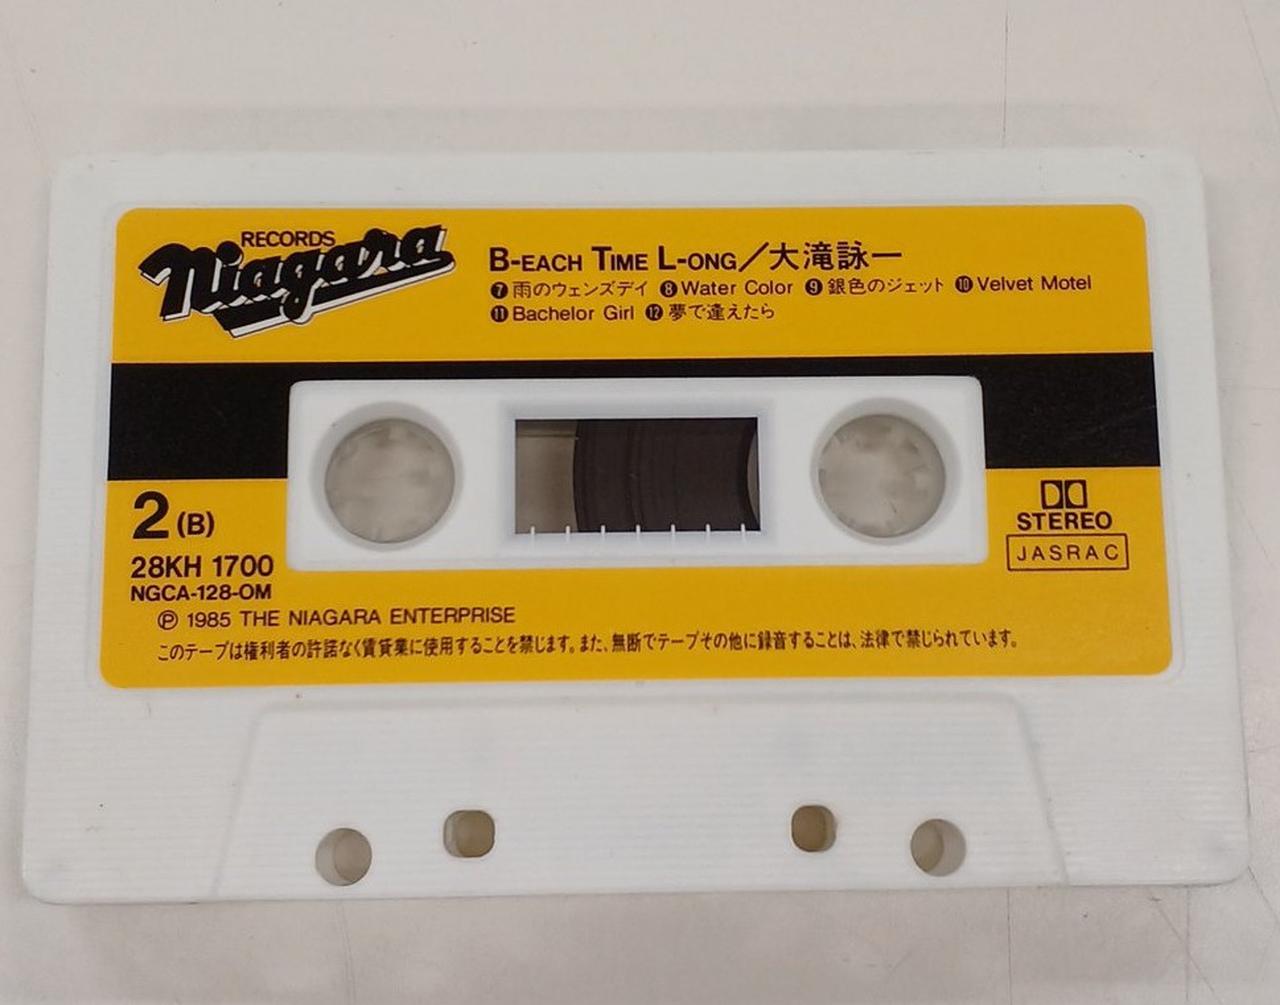 RECORDS
Niagara
B-EACH TIME L-ONG／大滝詠一
❼雨のウェンズデイ ❽Water Color ❾銀色のジェット ❿Velvet Motel
⓫Bachelor Girl ⓬夢で逢えたら
2(B)
28KH 1700
NGCA-128-OM
STEREO
JASRAC
Ⓟ 1985 THE NIAGARA ENTERPRISE
このテープは権利者の許諾なく賃貸業に使用することを禁じます。また、無断でテープその他に録音することは、法律で禁じられています。